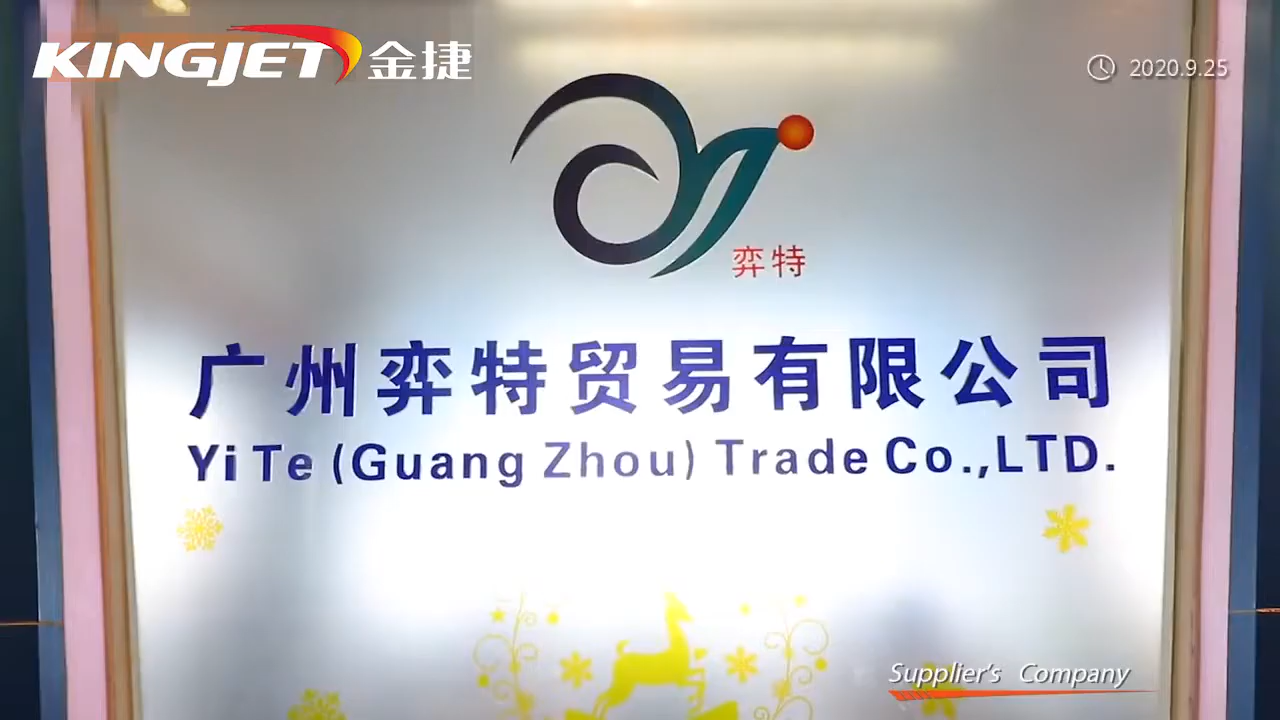 KINGJET 金捷
2020.9.25
弈特
广州弈特贸易有限公司
Yi Te (Guang Zhou) Trade Co.,LTD.
Supplier's Company